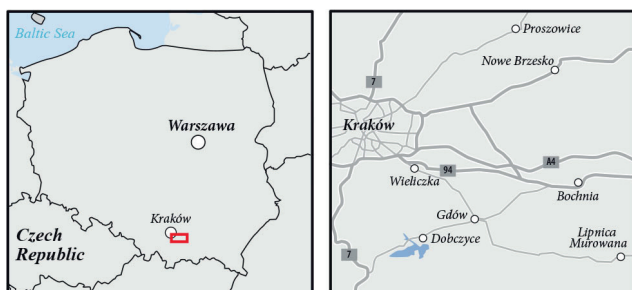 Baltic Sea
Warszawa
Kraków
Czech
Republic
Proszowice
Nowe Brzesko
7
Kraków
A4
94
Wieliczka
Bochnia
Gdów
Dobczyce
Lipnica
Murowana
7